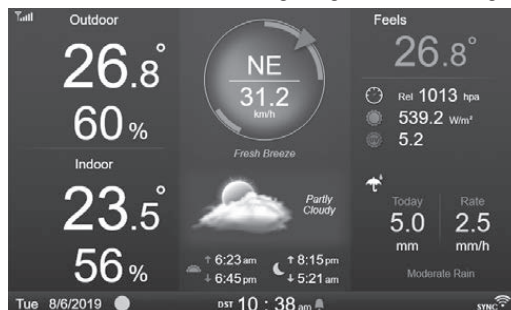 Outdoor
26.8°
60 %
Indoor
23.5°
56 %
NE
31.2
km/h
Fresh Breeze
Partly
Cloudy
↑ 6:23 am
↓ 6:45 pm
↑ 8:15 pm
↓ 5:21 am
Feels
26.8°
Rel 1013 hpa
539.2 W/m²
5.2
Today
5.0
mm
Rate
2.5
mm/h
Moderate Rain
Tue 8/6/2019
DST 10 : 38 am
SYNC